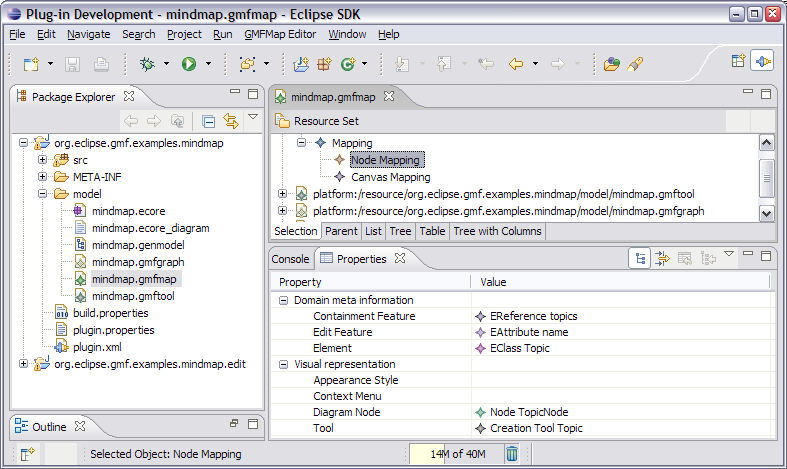 Plug-in Development - mindmap.gmfmap - Eclipse SDK
File Edit Navigate Search Project Run GMFMap Editor Window Help
Package Explorer
org.eclipse.gmf.examples.mindmap
src
META-INF
model
mindmap.ecore
mindmap.ecore_diagram
mindmap.genmodel
mindmap.gmfgraph
mindmap.gmfmap
mindmap.gmftool
build.properties
plugin.properties
plugin.xml
org.eclipse.gmf.examples.mindmap.edit
Outline
mindmap.gmfmap
Resource Set
Mapping
Node Mapping
Canvas Mapping
platform:/resource/org.eclipse.gmf.examples.mindmap/model/mindmap.gmftool
platform:/resource/org.eclipse.gmf.examples.mindmap/model/mindmap.gmfgraph
Selection Parent List Tree Table Tree with Columns
Console Properties
Property Value
Domain meta information
Containment Feature EReference topics
Edit Feature EAttribute name
Element EClass Topic
Visual representation
Appearance Style
Context Menu
Diagram Node Node TopicNode
Tool Creation Tool Topic
Selected Object: Node Mapping 14M of 40M